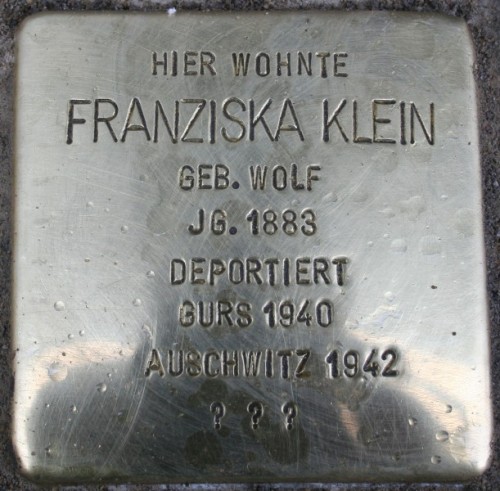 HIER WOHNTE
FRANZISKA KLEIN
GEB. WOLF
JG. 1883
DEPORTIERT
GURS 1940
AUSCHWITZ 1942
? ? ?